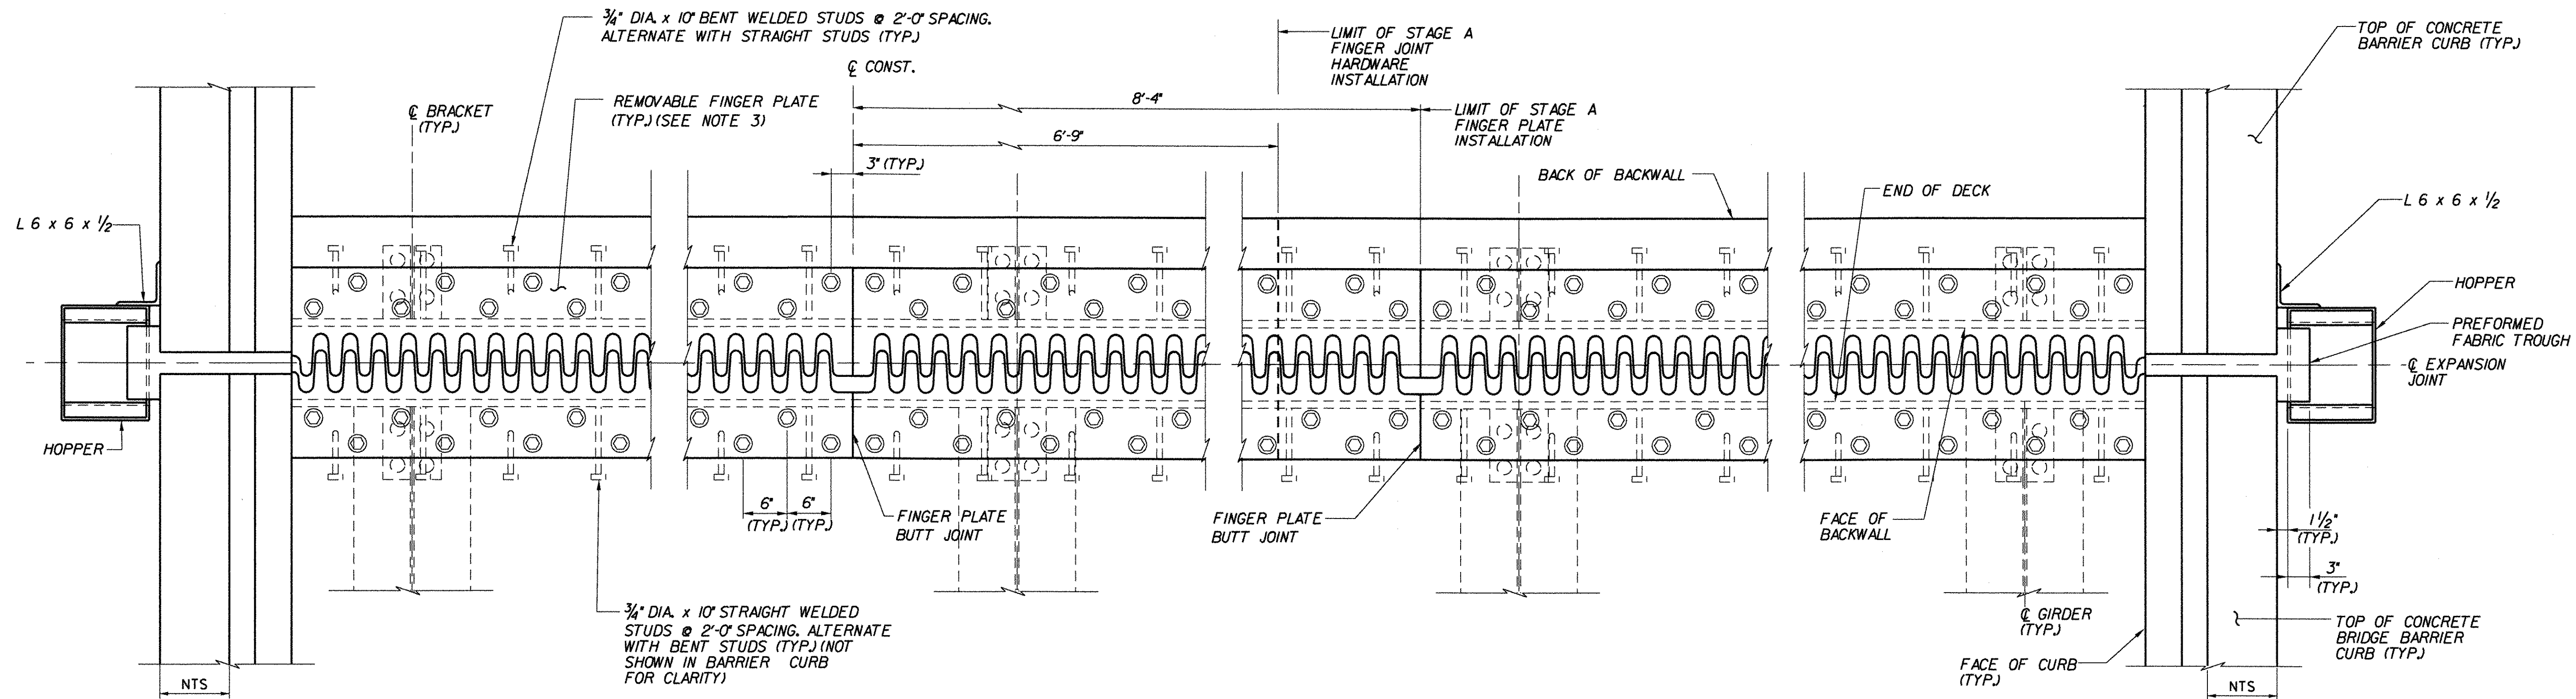 ¾" DIA. x 10" BENT WELDED STUDS @ 2'-0" SPACING.
ALTERNATE WITH STRAIGHT STUDS (TYP.)
℄ CONST.
LIMIT OF STAGE A
FINGER JOINT
HARDWARE
INSTALLATION
TOP OF CONCRETE
BARRIER CURB (TYP.)
℄ BRACKET
(TYP.)
REMOVABLE FINGER PLATE
(TYP.) (SEE NOTE 3)
8'-4"
LIMIT OF STAGE A
FINGER PLATE
INSTALLATION
6'-9"
3" (TYP.)
BACK OF BACKWALL
END OF DECK
L 6 x 6 x ½
L 6 x 6 x ½
HOPPER
PREFORMED
FABRIC TROUGH
℄ EXPANSION
JOINT
HOPPER
6"
(TYP.)
6"
(TYP.)
FINGER PLATE
BUTT JOINT
FINGER PLATE
BUTT JOINT
FACE OF
BACKWALL
1½"
(TYP.)
3"
(TYP.)
¾" DIA. x 10" STRAIGHT WELDED
STUDS @ 2'-0" SPACING. ALTERNATE
WITH BENT STUDS (TYP.) (NOT
SHOWN IN BARRIER CURB
FOR CLARITY)
℄ GIRDER
(TYP.)
TOP OF CONCRETE
BRIDGE BARRIER
CURB (TYP.)
FACE OF CURB
(TYP.)
NTS
NTS